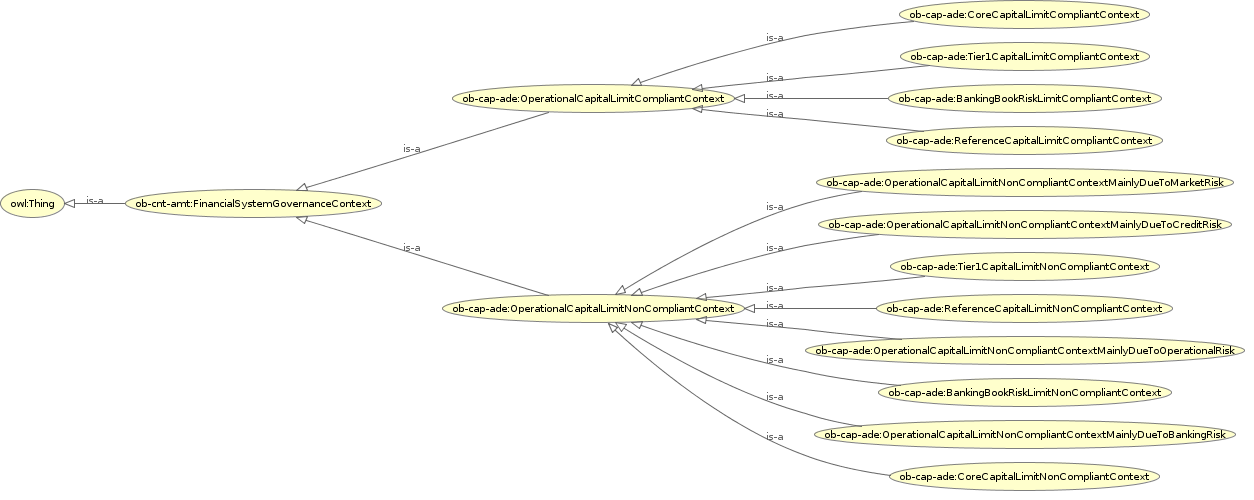 ob-cap-ade:CoreCapitalLimitCompliantContext
is-a
ob-cap-ade:Tier1CapitalLimitCompliantContext
is-a
ob-cap-ade:OperationalCapitalLimitCompliantContext
is-a
ob-cap-ade:BankingBookRiskLimitCompliantContext
is-a
ob-cap-ade:ReferenceCapitalLimitCompliantContext
is-a
ob-cap-ade:OperationalCapitalLimitNonCompliantContextMainlyDueToMarketRisk
owl:Thing
is-a
ob-cnt-amt:FinancialSystemGovernanceContext
is-a
ob-cap-ade:OperationalCapitalLimitNonCompliantContextMainlyDueToCreditRisk
is-a
is-a
ob-cap-ade:Tier1CapitalLimitNonCompliantContext
is-a
ob-cap-ade:OperationalCapitalLimitNonCompliantContext
is-a
ob-cap-ade:ReferenceCapitalLimitNonCompliantContext
is-a
ob-cap-ade:OperationalCapitalLimitNonCompliantContextMainlyDueToOperationalRisk
is-a
ob-cap-ade:BankingBookRiskLimitNonCompliantContext
is-a
ob-cap-ade:OperationalCapitalLimitNonCompliantContextMainlyDueToBankingRisk
is-a
ob-cap-ade:CoreCapitalLimitNonCompliantContext